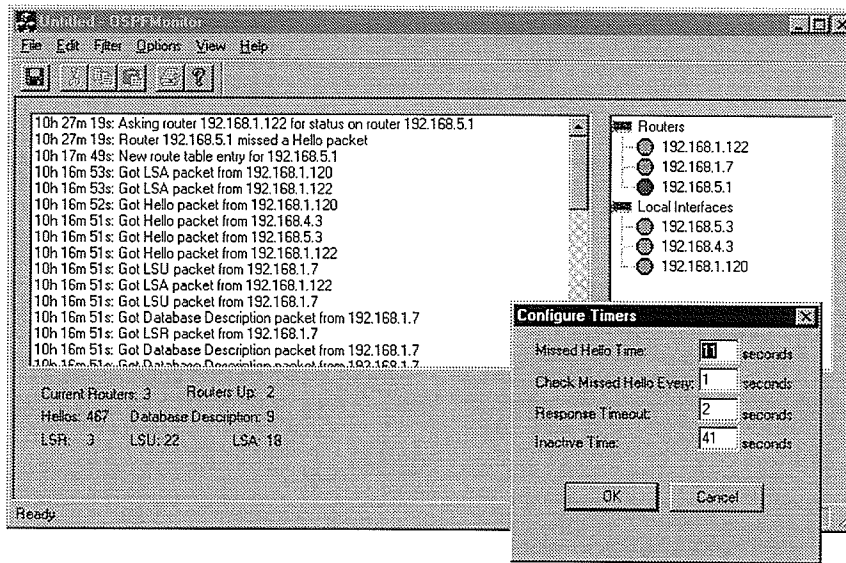 Untitled - OSPFMonitor
File Edit Filter Options View Help
10h 27m 19s: Asking router 192.168.1.122 for status on router 192.168.5.1
10h 27m 19s: Router 192.168.5.1 missed a Hello packet
10h 17m 49s: New route table entry for 192.168.5.1
10h 16m 53s: Got LSA packet from 192.168.1.120
10h 16m 53s: Got LSA packet from 192.168.1.122
10h 16m 52s: Got Hello packet from 192.168.1.120
10h 16m 51s: Got Hello packet from 192.168.4.3
10h 16m 51s: Got Hello packet from 192.168.5.3
10h 16m 51s: Got Hello packet from 192.168.1.122
10h 16m 51s: Got LSU packet from 192.168.1.7
10h 16m 51s: Got LSA packet from 192.168.1.122
10h 16m 51s: Got LSU packet from 192.168.1.7
10h 16m 51s: Got Database Description packet from 192.168.1.7
10h 16m 51s: Got LSR packet from 192.168.1.7
10h 16m 51s: Got Database Description packet from 192.168.1.7
10h 16m 51s: Got Database Description packet from 192.168.1.7
Routers
192.168.1.122
192.168.1.7
192.168.5.1
Local Interfaces
192.168.5.3
192.168.4.3
192.168.1.120
Current Routers: 3 Routers Up: 2
Hellos: 467 Database Description: 9
LSR: 3 LSU: 22 LSA: 18
Ready
Configure Timers
Missed Hello Time: 11 seconds
Check Missed Hello Every: 1 seconds
Response Timeout: 2 seconds
Inactive Time: 41 seconds
OK Cancel